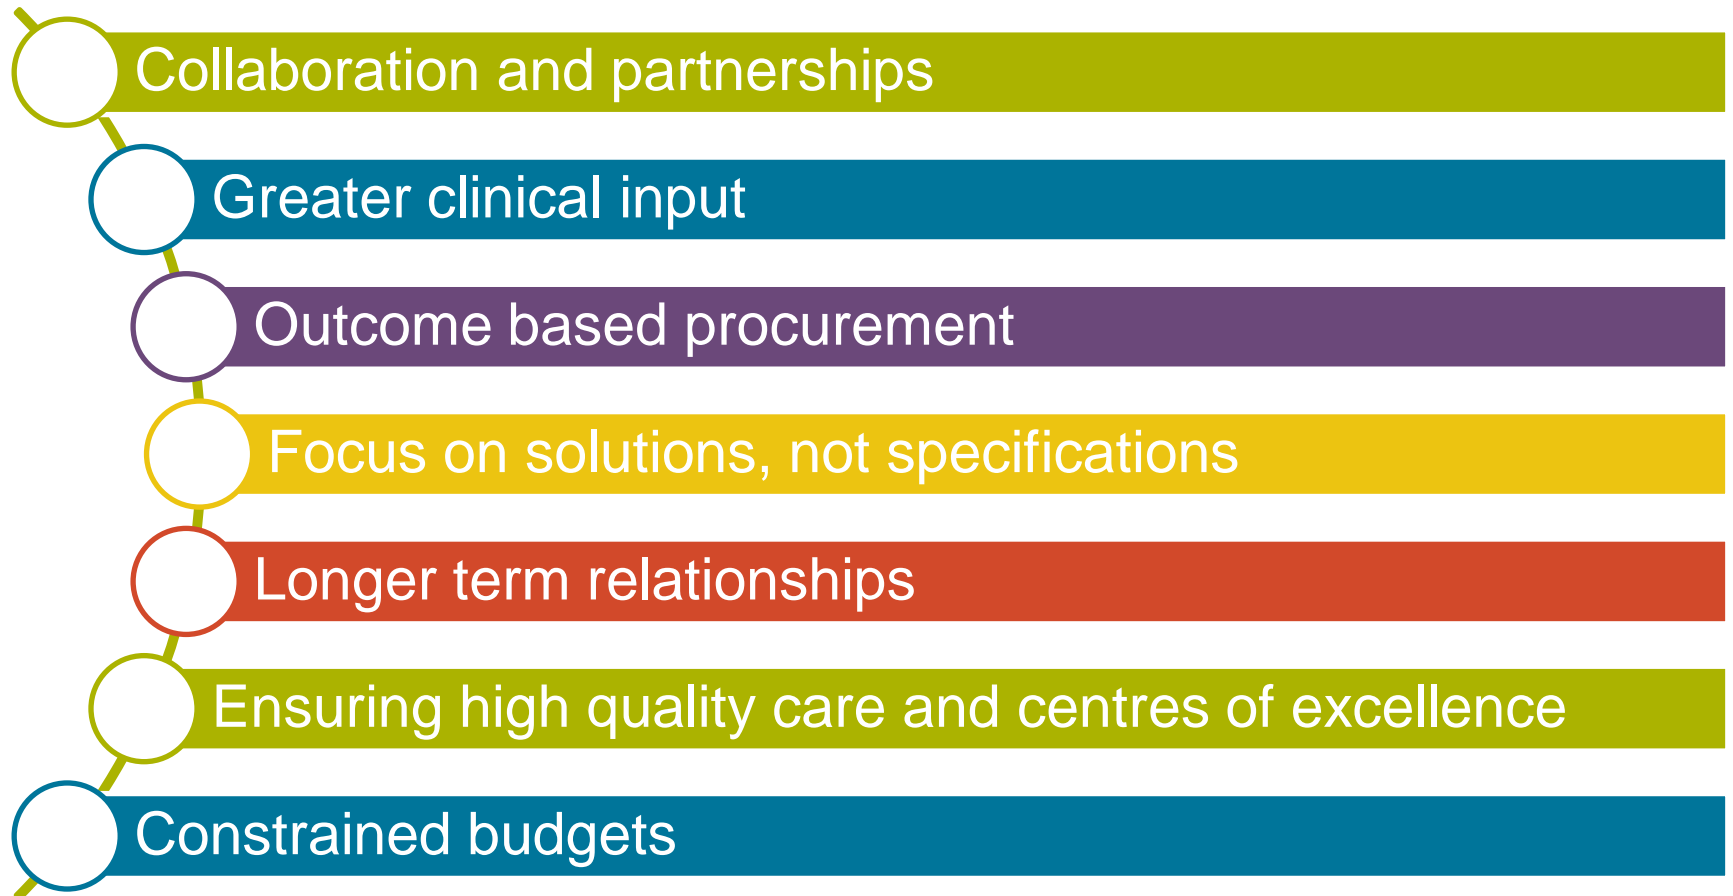 Collaboration and partnerships
Greater clinical input
Outcome based procurement
Focus on solutions, not specifications
Longer term relationships
Ensuring high quality care and centres of excellence
Constrained budgets